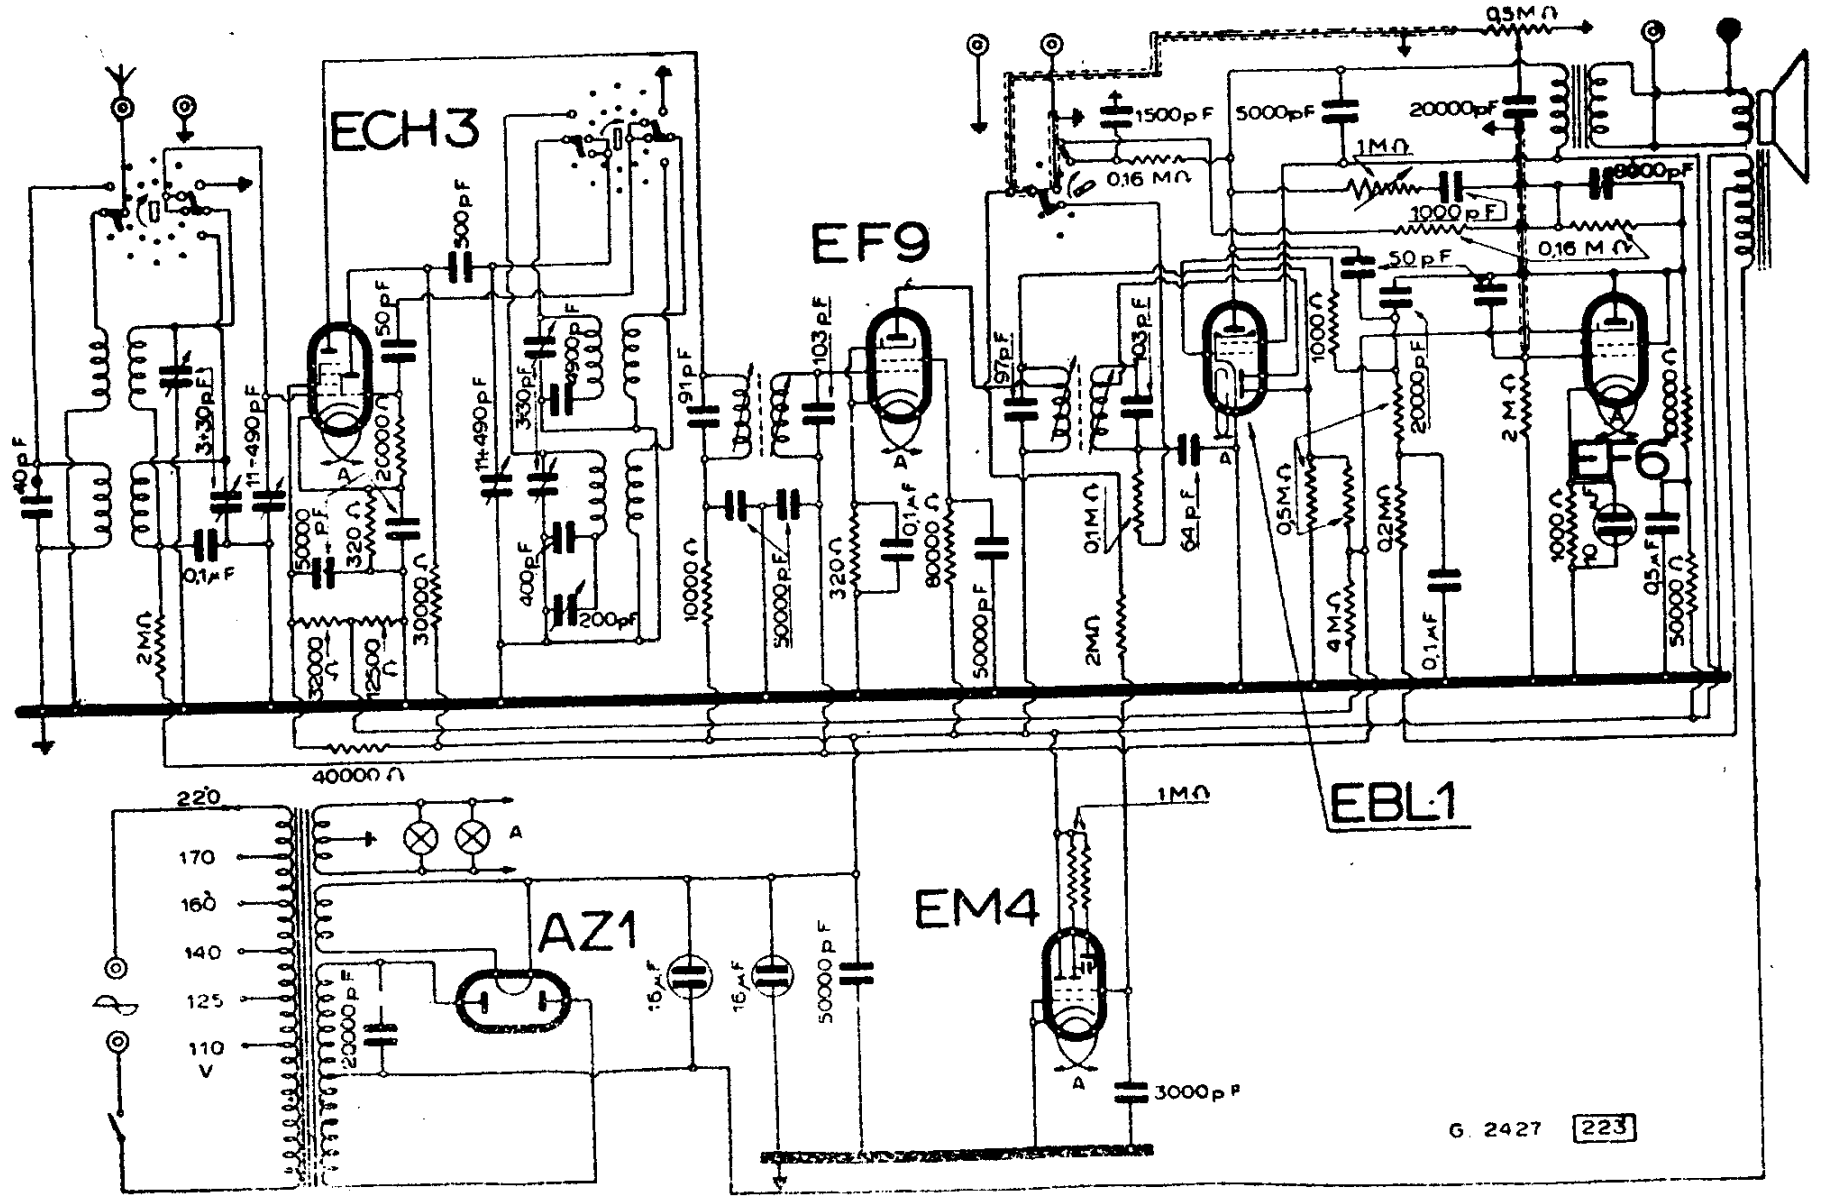 0,5MΩ
ECH3
1500pF
5000pF
20000pF
1MΩ
0,16 MΩ
1000pF
8000pF
0,16 MΩ
500pF
EF9
50pF
50pF
4900pF
103pF
103pF
1000Ω
20000pF
3÷30pF
3÷30pF
91pF
97pF
11÷490pF
11÷490pF
40pF
20000Ω
2MΩ
100000Ω
EF6
A
A
A
A
50000pF
320Ω
0,1µF
400pF
200pF
30000Ω
10000Ω
50000pF
320Ω
0,1µF
80000Ω
50000pF
0,1MΩ
64pF
0,5MΩ
0,2MΩ
1000Ω
10µF
0,5µF
50000Ω
2MΩ
32000Ω
12500Ω
2MΩ
4MΩ
0,1µF
40000Ω
220
170
160
140
125
110
V
A
AZ1
20000pF
16µF
16µF
50000pF
EM4
1MΩ
EBL1
A
3000pF
G. 2427 223